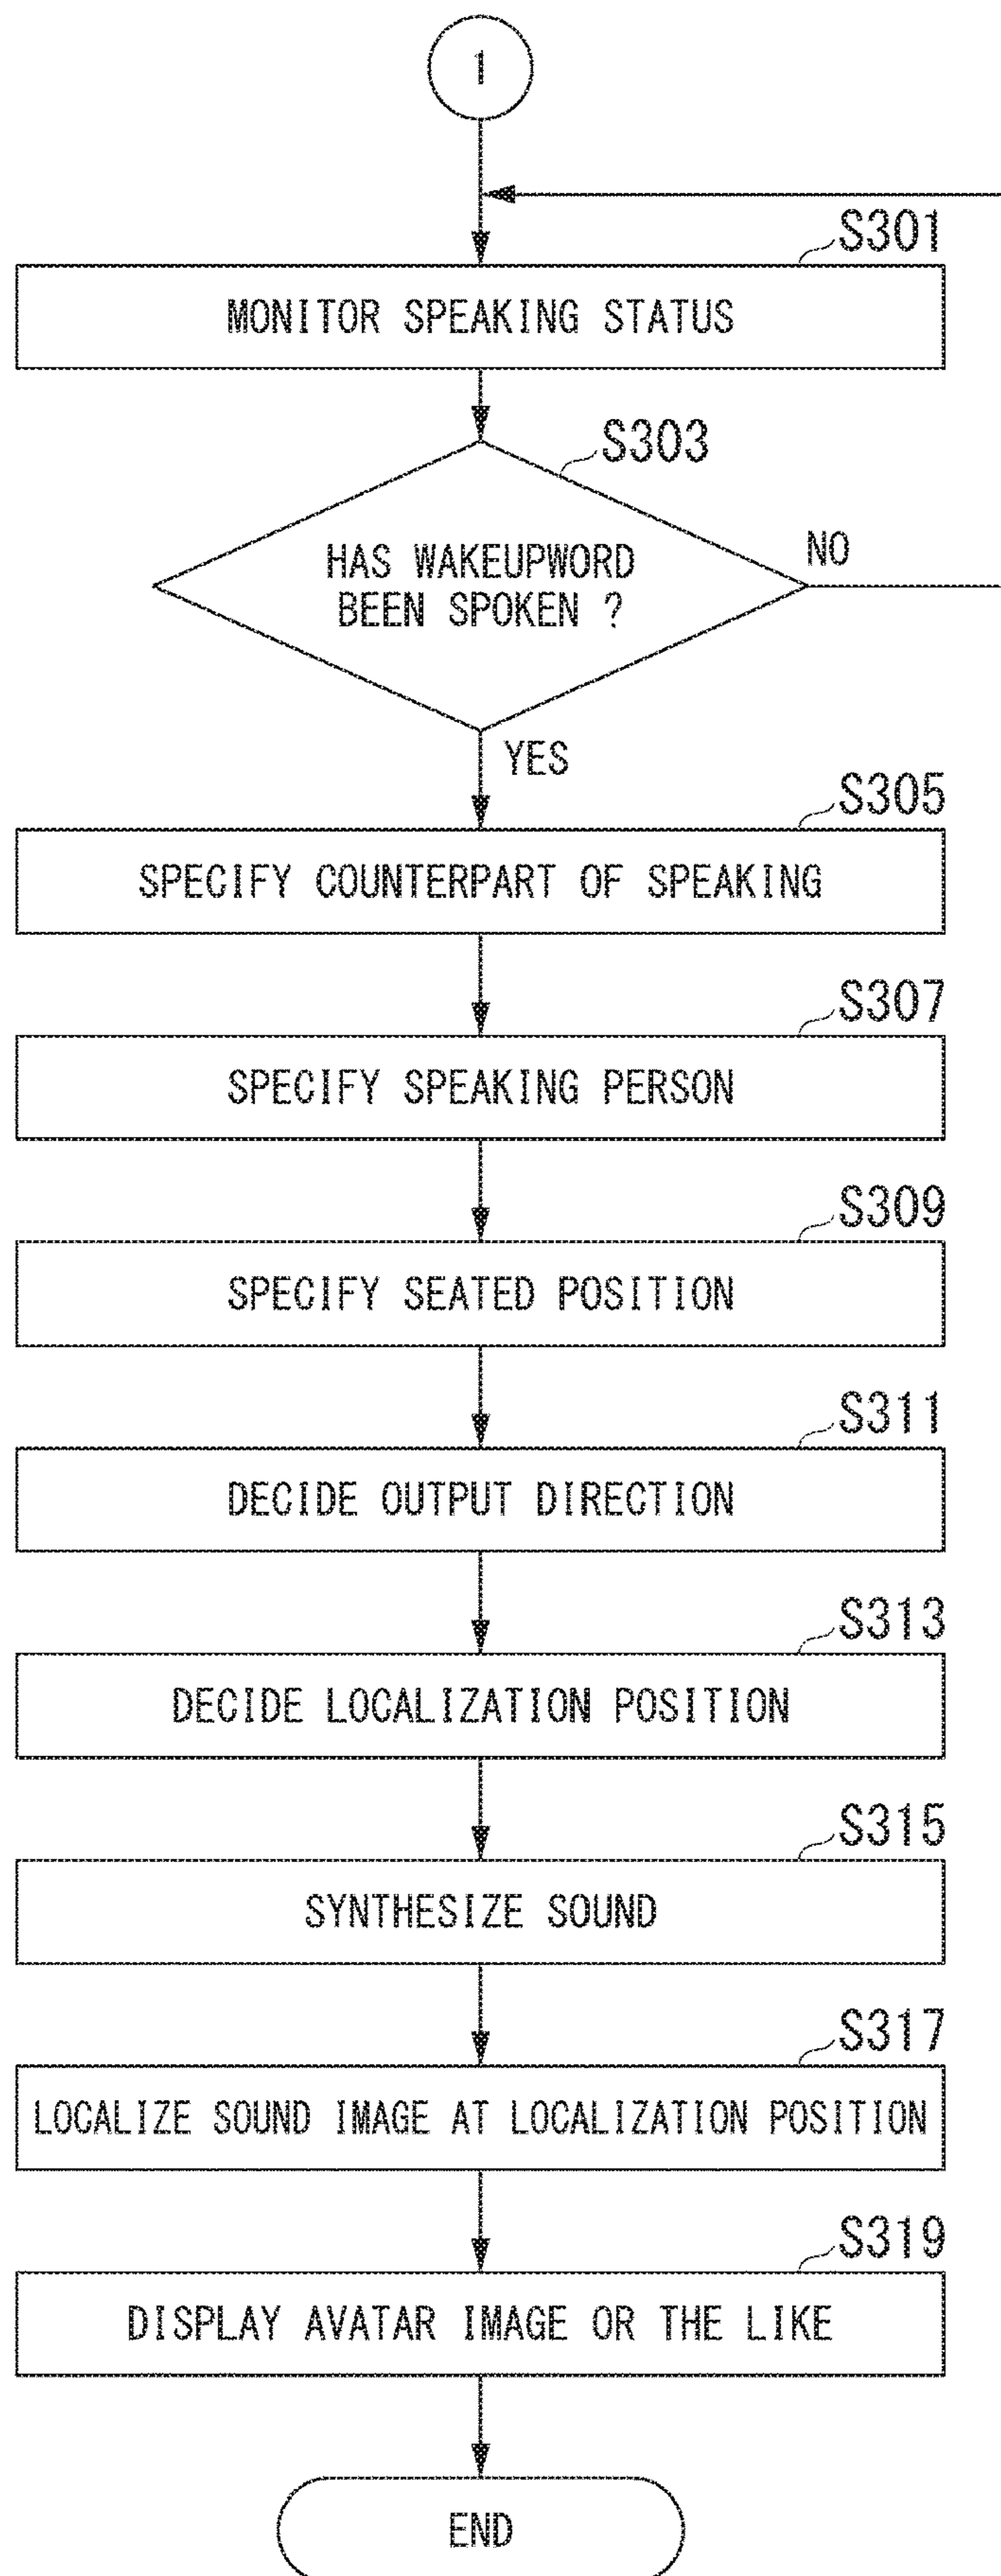 1
S301
MONITOR SPEAKING STATUS
S303
HAS WAKEUPWORD
BEEN SPOKEN ?
NO
YES
S305
SPECIFY COUNTERPART OF SPEAKING
S307
SPECIFY SPEAKING PERSON
S309
SPECIFY SEATED POSITION
S311
DECIDE OUTPUT DIRECTION
S313
DECIDE LOCALIZATION POSITION
S315
SYNTHESIZE SOUND
S317
LOCALIZE SOUND IMAGE AT LOCALIZATION POSITION
S319
DISPLAY AVATAR IMAGE OR THE LIKE
END